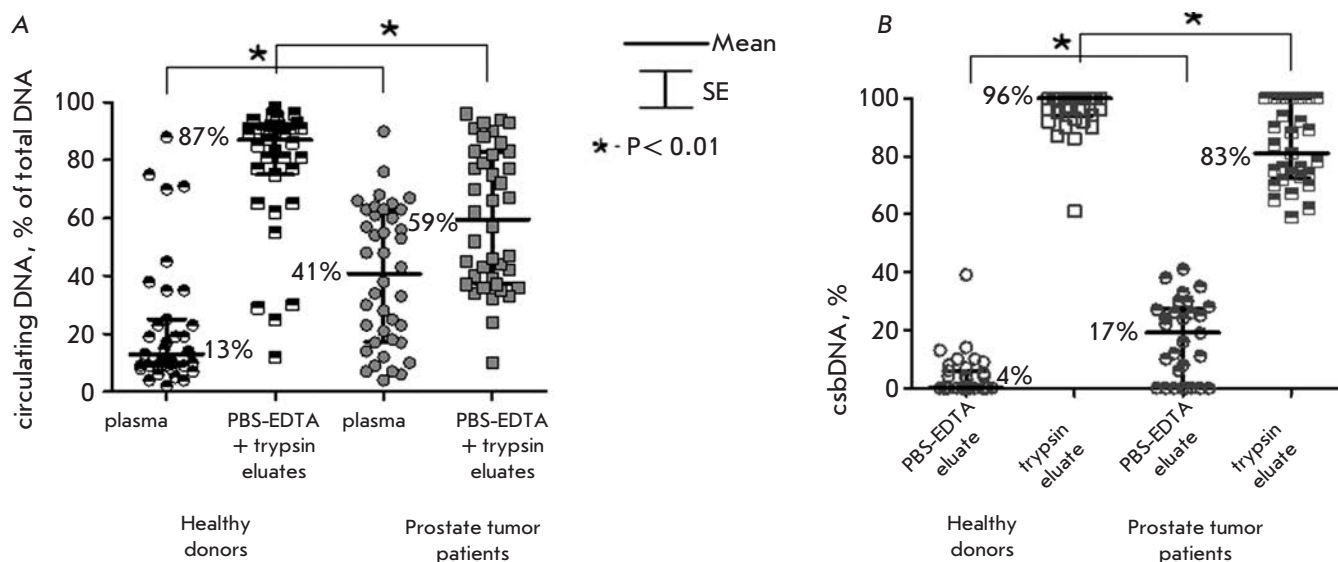 A
circulating DNA, % of total DNA
100
80
60
40
20
0
87%
13%
41%
59%
plasma
PBS-EDTA
+ trypsin
eluates
plasma
PBS-EDTA
+ trypsin
eluates
Healthy
donors
Prostate tumor
patients
*
*
Mean
SE
* - P< 0.01
B
csbDNA, %
100
80
60
40
20
0
*
*
96%
4%
17%
83%
PBS-EDTA
eluate
trypsin
eluate
PBS-EDTA
eluate
trypsin
eluate
Healthy
donors
Prostate tumor
patients